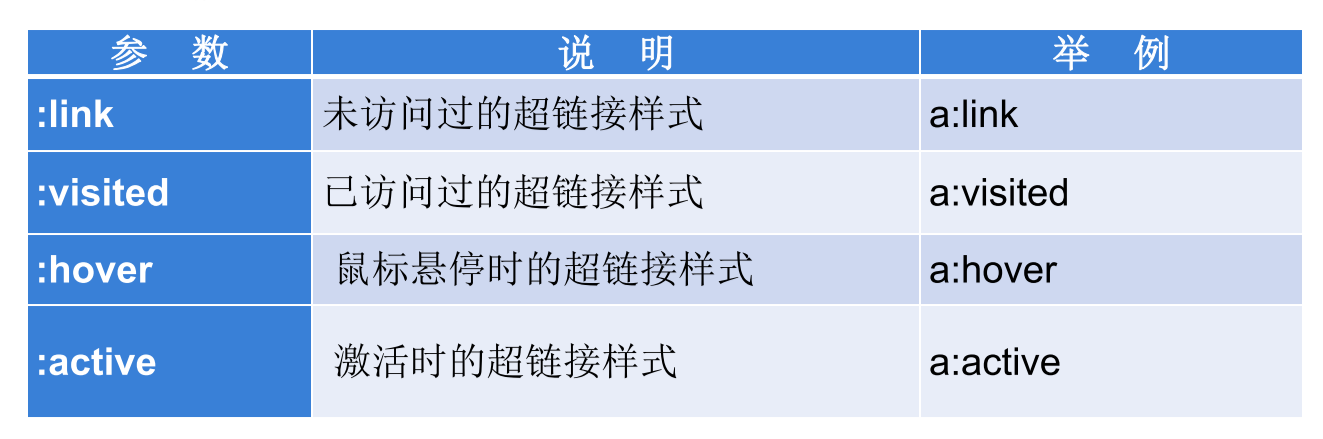 参 数 说 明 举 例
:link 未访问过的超链接样式 a:link
:visited 已访问过的超链接样式 a:visited
:hover 鼠标悬停时的超链接样式 a:hover
:active 激活时的超链接样式 a:active